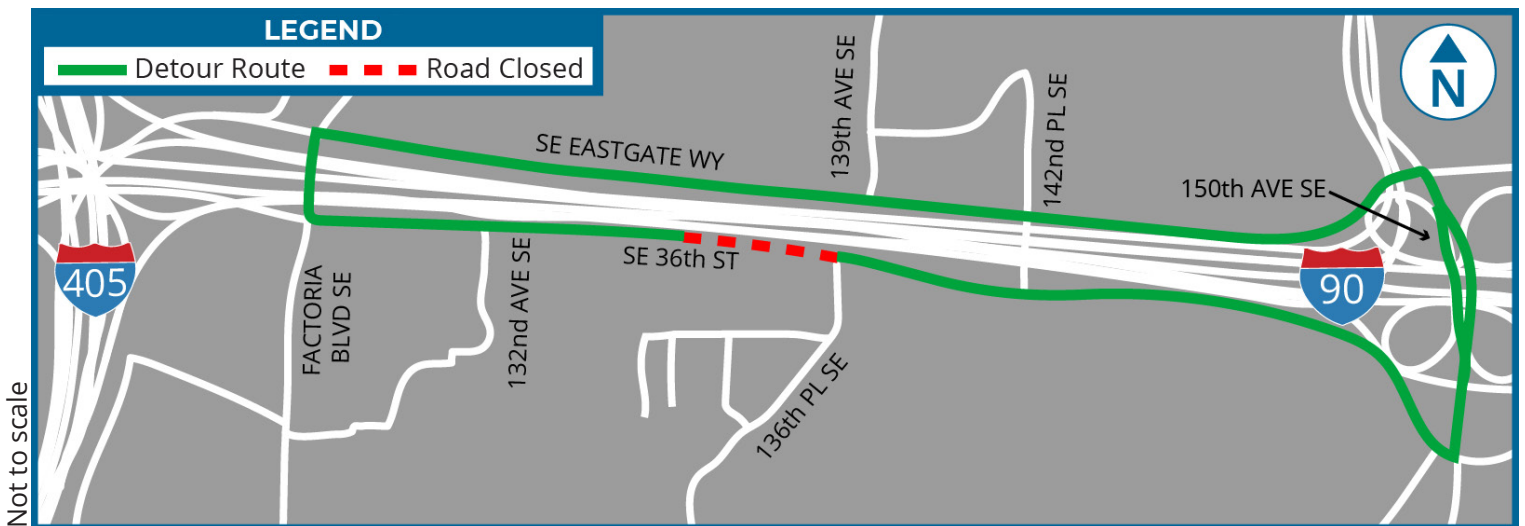 LEGEND
Detour Route
Road Closed
N
SE EASTGATE WY
139th AVE SE
142nd PL SE
150th AVE SE
SE 36th ST
405
90
FACTORIA
BLVD SE
132nd AVE SE
136th PL SE
Not to scale